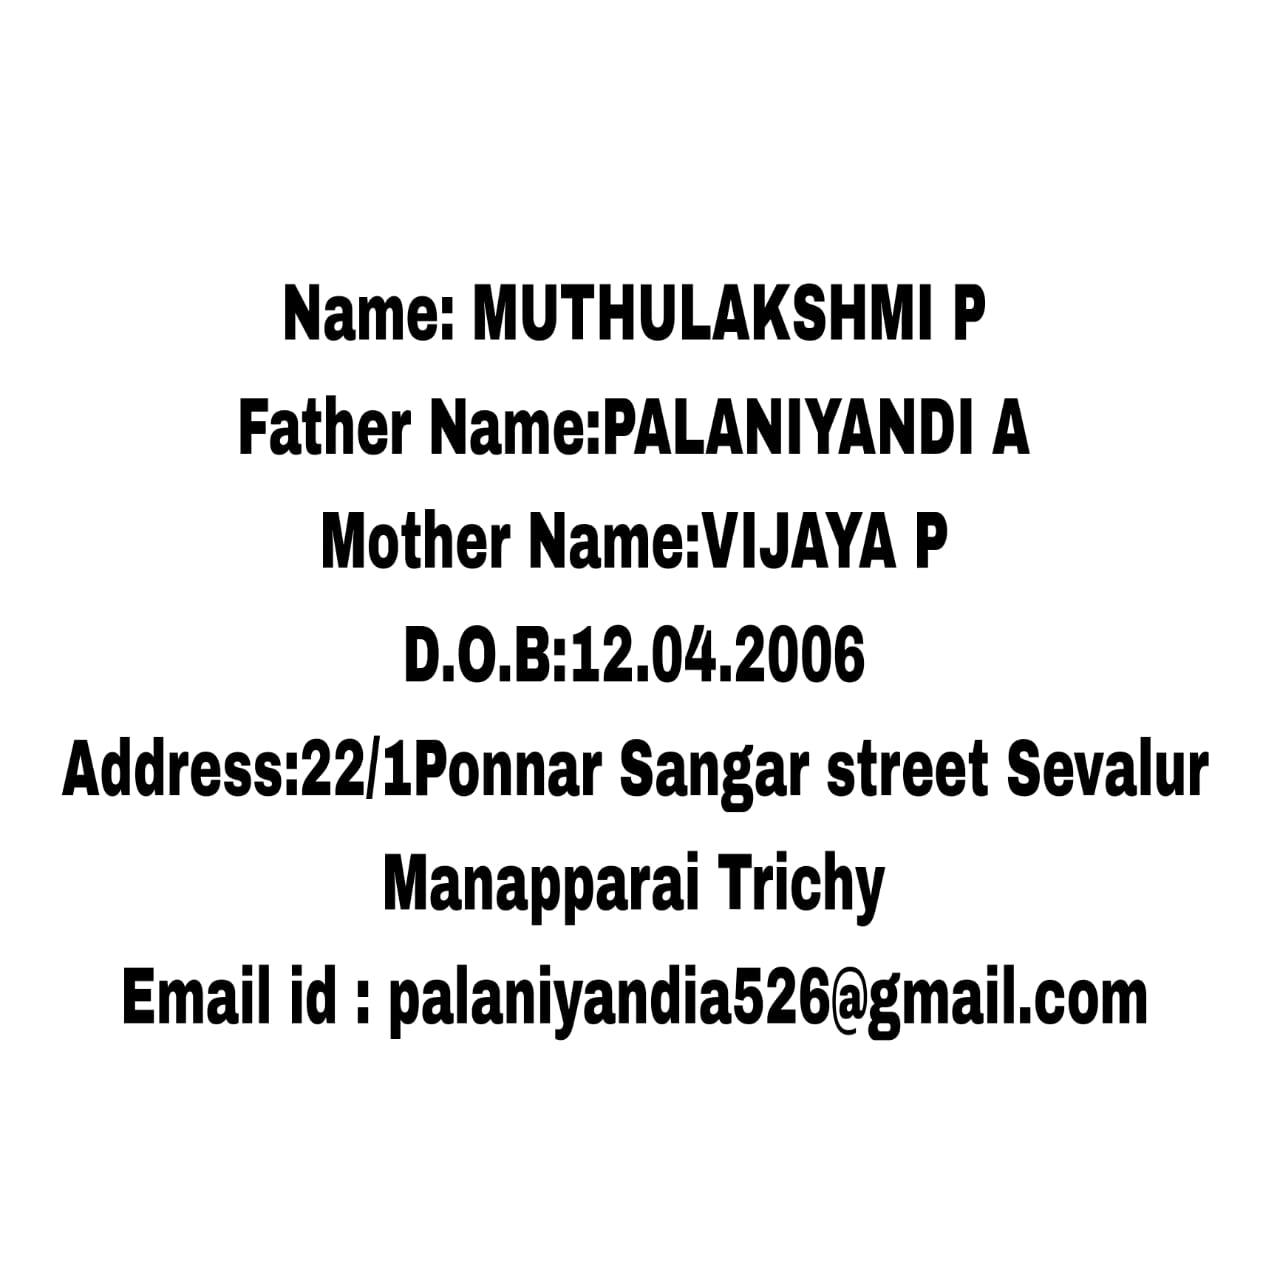 Name: MUTHULAKSHMI P
Father Name:PALANIYANDI A
Mother Name:VIJAYA P
D.O.B:12.04.2006
Address:22/1Ponnar Sangar street Sevalur
Manapparai Trichy
Email id : palaniyandia526@gmail.com